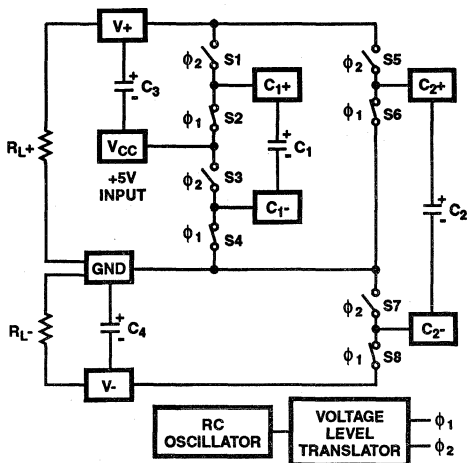 V+
S1
S5
ϕ2
ϕ2
+
-
C3
C1+
C2+
ϕ1
S2
ϕ1
S6
RL+
VCC
+
-
C1
+5V
INPUT
S3
ϕ2
+
-
C2
C1-
ϕ1
S4
GND
+
-
C4
S7
ϕ2
RL-
C2-
ϕ1
S8
V-
RC
OSCILLATOR
VOLTAGE
LEVEL
TRANSLATOR
ϕ1
ϕ2